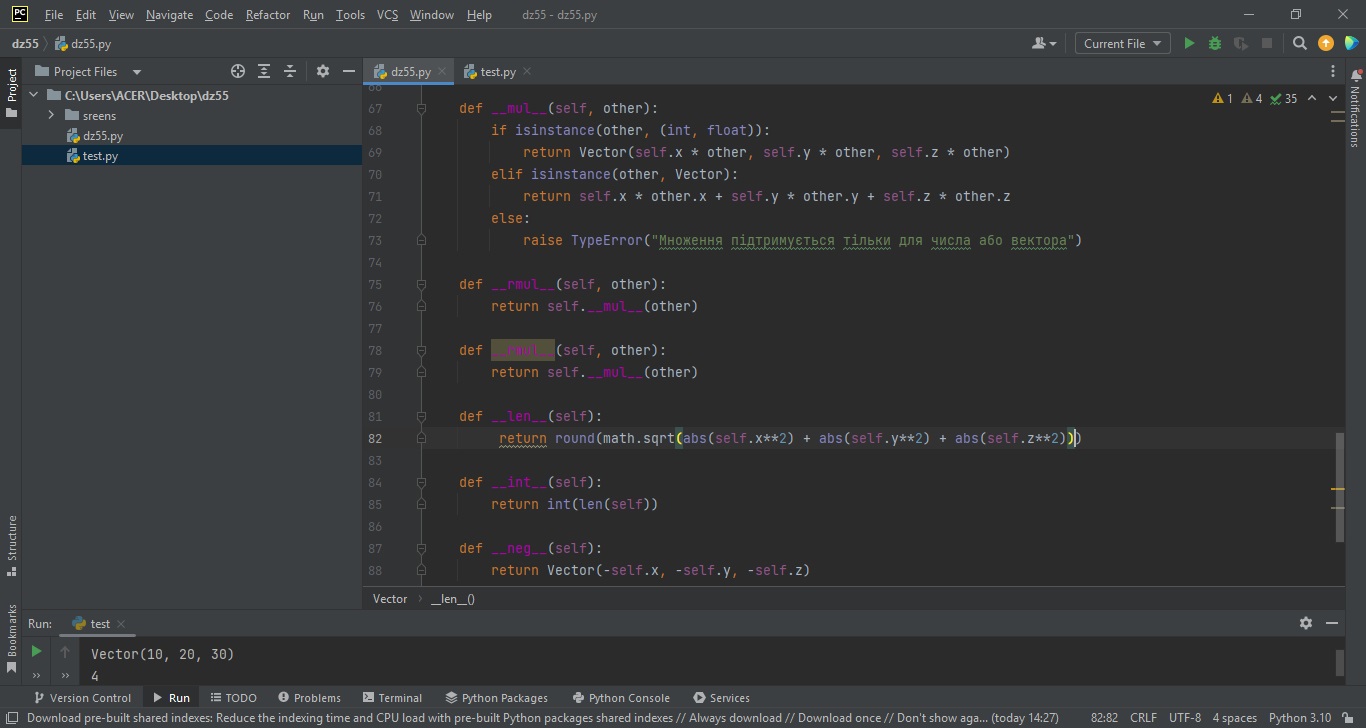 PC File Edit View Navigate Code Refactor Run Tools VCS Window Help dz55 - dz55.py
dz55 dz55.py Current File
Project
Project Files
dz55.py test.py
C:\Users\ACER\Desktop\dz55
sreens
dz55.py
test.py
1 4 35
Notifications
66
67 def __mul__(self, other):
68 if isinstance(other, (int, float)):
69 return Vector(self.x * other, self.y * other, self.z * other)
70 elif isinstance(other, Vector):
71 return self.x * other.x + self.y * other.y + self.z * other.z
72 else:
73 raise TypeError("Множення підтримується тільки для числа або вектора")
74
75 def __rmul__(self, other):
76 return self.__mul__(other)
77
78 def __rmul__(self, other):
79 return self.__mul__(other)
80
81 def __len__(self):
82 return round(math.sqrt(abs(self.x**2) + abs(self.y**2) + abs(self.z**2)))
83
84 def __int__(self):
85 return int(len(self))
86
87 def __neg__(self):
88 return Vector(-self.x, -self.y, -self.z)
Vector __len__()
Structure
Bookmarks
Run: test
Vector(10, 20, 30)
4
Version Control Run TODO Problems Terminal Python Packages Python Console Services
Download pre-built shared indexes: Reduce the indexing time and CPU load with pre-built Python packages shared indexes // Always download // Download once // Don't show aga... (today 14:27) 82:82 CRLF UTF-8 4 spaces Python 3.10